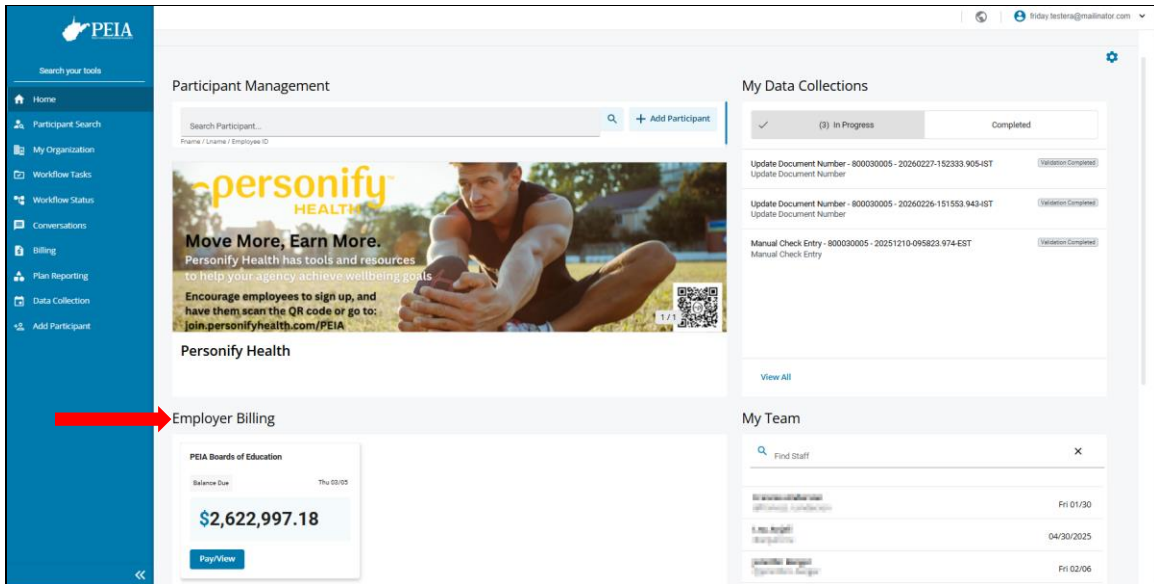 PEIA
friday.testera@mailinator.com
Search your tools
Home
Participant Search
My Organization
Workflow Tasks
Workflow Status
Conversations
Billing
Plan Reporting
Data Collection
Add Participant
Participant Management
Search Participant...
+ Add Participant
Fname / Lname / Employee ID
personify
HEALTH
Move More, Earn More.
Personify Health has tools and resources
to help your agency achieve wellbeing goals
Encourage employees to sign up, and
have them scan the QR code or go to:
join.personifyhealth.com/PEIA
1 / 1
Personify Health
Employer Billing
PEIA Boards of Education
Balance Due Thu 03/05
$2,622,997.18
Pay/View
My Data Collections
(3) In Progress Completed
Update Document Number - 800030005 - 20260227-152333.905-IST Validation Completed
Update Document Number
Update Document Number - 800030005 - 20260226-151553.943-IST Validation Completed
Update Document Number
Manual Check Entry - 800030005 - 20251210-095823.974-EST Validation Completed
Manual Check Entry
View All
My Team
Find Staff
Fri 01/30
04/30/2025
Fri 02/06